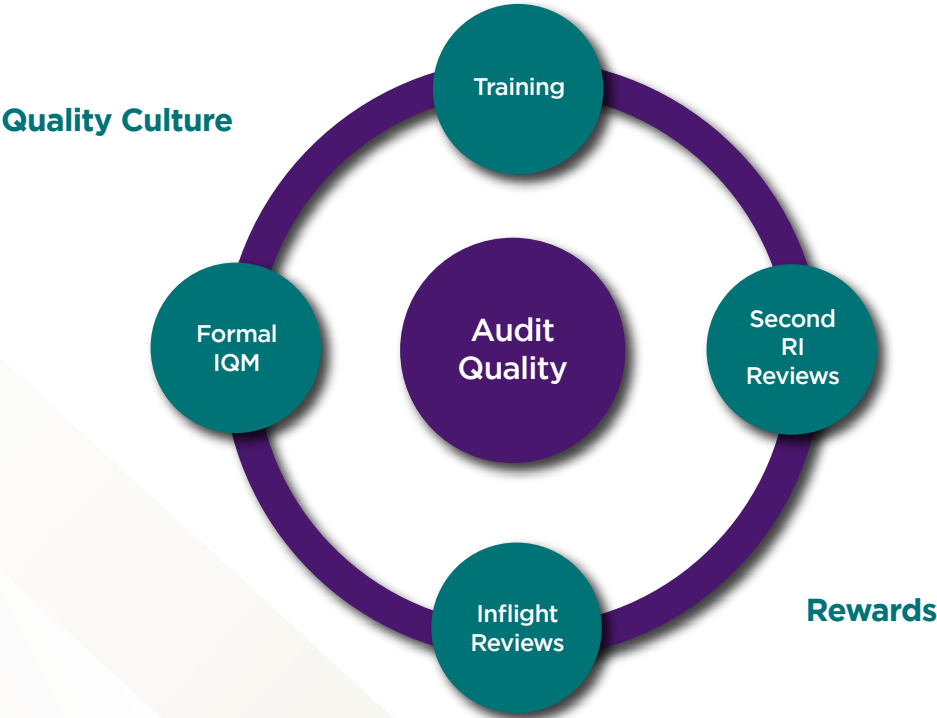 Training
Quality Culture
Formal
IQM
Audit
Quality
Second
RI
Reviews
Inflight
Reviews
Rewards